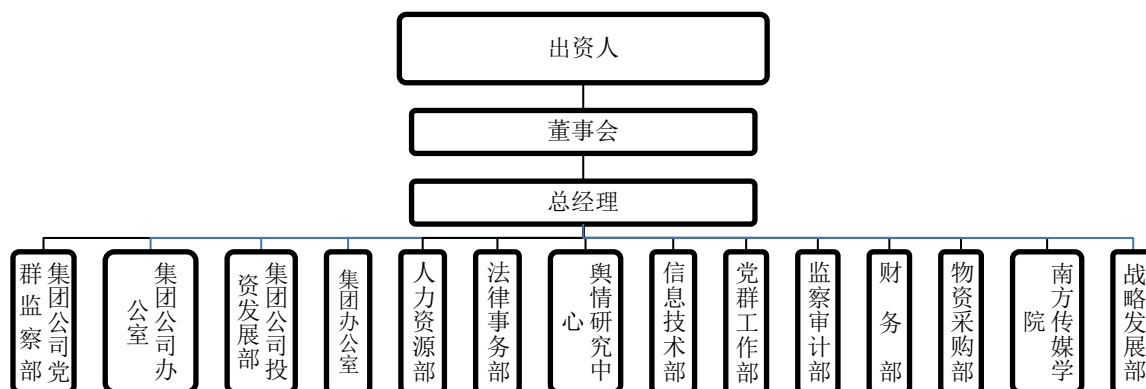 出资人
董事会
总经理
集团公司党
群监察部
集团公司办
公室
集团公司投
资发展部
集团办公室
人力资源部
法律事务部
舆情研究中
心
信息技术部
党群工作部
监察审计部
财务部
物资采购部
南方传媒学
院
战略发展部